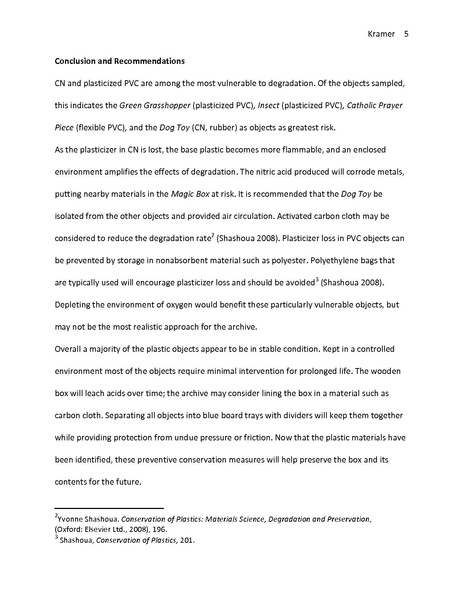 Kramer 5
Conclusion and Recommendations
CN and plasticized PVC are among the most vulnerable to degradation. Of the objects sampled,
this indicates the Green Grasshopper (plasticized PVC), Insect (plasticized PVC), Catholic Prayer
Piece (flexible PVC), and the Dog Toy (CN, rubber) as objects as greatest risk.
As the plasticizer in CN is lost, the base plastic becomes more flammable, and an enclosed
environment amplifies the effects of degradation. The nitric acid produced will corrode metals,
putting nearby materials in the Magic Box at risk. It is recommended that the Dog Toy be
isolated from the other objects and provided air circulation. Activated carbon cloth may be
considered to reduce the degradation rate² (Shashoua 2008). Plasticizer loss in PVC objects can
be prevented by storage in nonabsorbent material such as polyester. Polyethylene bags that
are typically used will encourage plasticizer loss and should be avoided³ (Shashoua 2008).
Depleting the environment of oxygen would benefit these particularly vulnerable objects, but
may not be the most realistic approach for the archive.
Overall a majority of the plastic objects appear to be in stable condition. Kept in a controlled
environment most of the objects require minimal intervention for prolonged life. The wooden
box will leach acids over time; the archive may consider lining the box in a material such as
carbon cloth. Separating all objects into blue board trays with dividers will keep them together
while providing protection from undue pressure or friction. Now that the plastic materials have
been identified, these preventive conservation measures will help preserve the box and its
contents for the future.
²Yvonne Shashoua. Conservation of Plastics: Materials Science, Degradation and Preservation,
(Oxford: Elsevier Ltd., 2008), 196.
³ Shashoua, Conservation of Plastics, 201.